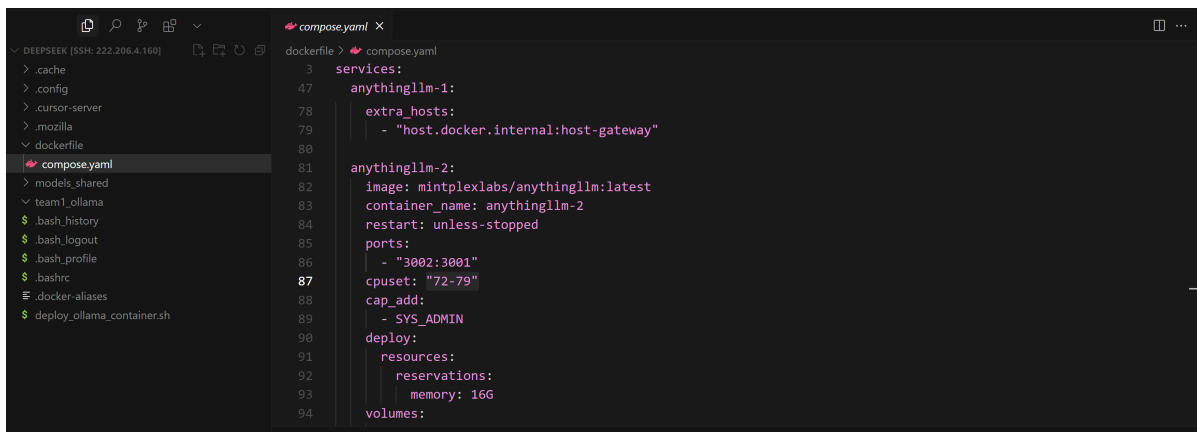 DEEPSEEK [SSH: 222.206.4.160]
.cache
.config
.cursor-server
.mozilla
dockerfile
compose.yaml
models_shared
team1_ollama
$ .bash_history
$ .bash_logout
$ .bash_profile
$ .bashrc
.docker-aliases
$ deploy_ollama_container.sh
compose.yaml
dockerfile > compose.yaml
3 services:
47 anythingllm-1:
78 extra_hosts:
79 - "host.docker.internal:host-gateway"
80
81 anythingllm-2:
82 image: mintplexlabs/anythingllm:latest
83 container_name: anythingllm-2
84 restart: unless-stopped
85 ports:
86 - "3002:3001"
87 cpuset: "72-79"
88 cap_add:
89 - SYS_ADMIN
90 deploy:
91 resources:
92 reservations:
93 memory: 16G
94 volumes: